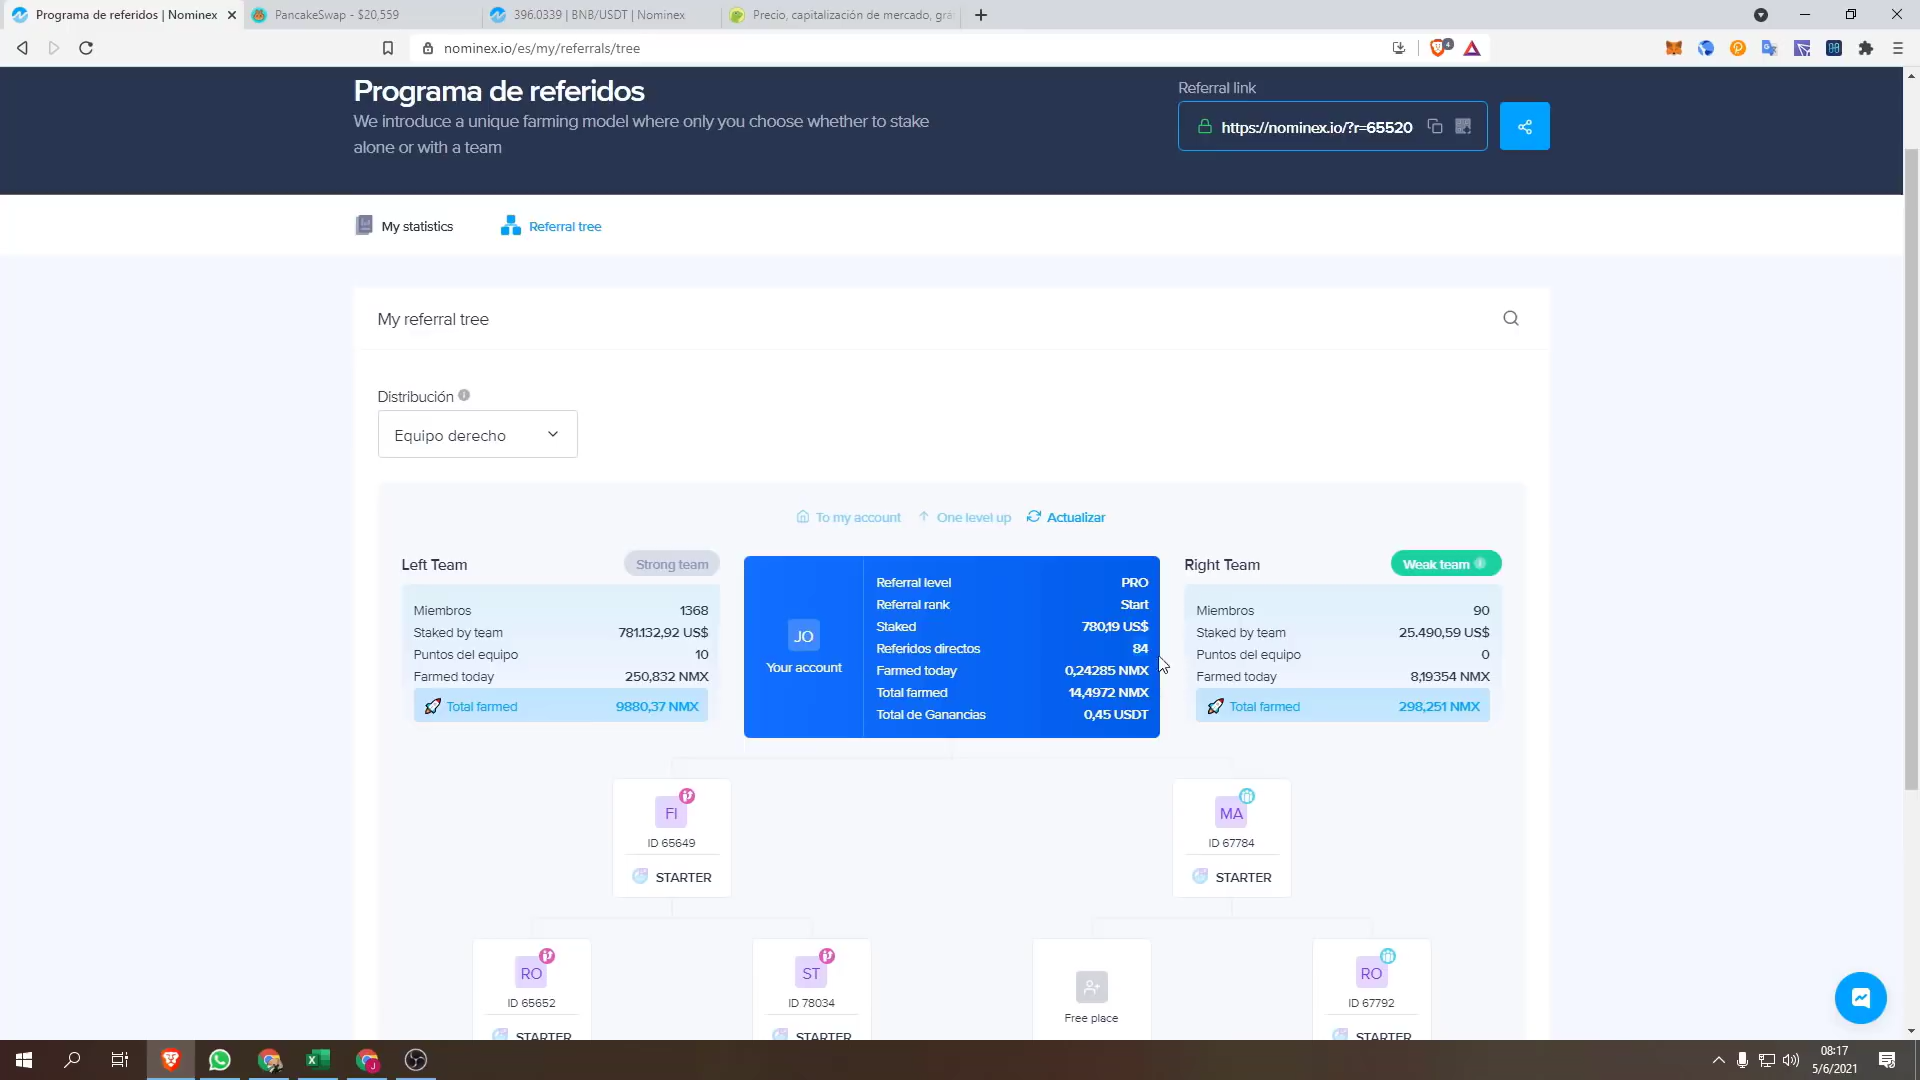 Programa de referidos | Nominex
PancakeSwap - $20,559
396.0339 | BNB/USDT | Nominex
Precio, capitalización de mercado, grá
nominex.io/es/my/referrals/tree
4
Programa de referidos
We introduce a unique farming model where only you choose whether to stake
alone or with a team
Referral link
https://nominex.io/?r=65520
My statistics
Referral tree
My referral tree
Distribución
Equipo derecho
To my account
One level up
Actualizar
Left Team
Strong team
Miembros 1368
Staked by team 781.132,92 US$
Puntos del equipo 10
Farmed today 250,832 NMX
Total farmed 9880,37 NMX
JO
Your account
Referral level PRO
Referral rank Start
Staked 780,19 US$
Referidos directos 84
Farmed today 0,24285 NMX
Total farmed 14,4972 NMX
Total de Ganancias 0,45 USDT
Right Team
Weak team
Miembros 90
Staked by team 25.490,59 US$
Puntos del equipo 0
Farmed today 8,19354 NMX
Total farmed 298,251 NMX
FI
ID 65649
STARTER
MA
ID 67784
STARTER
RO
ID 65652
STARTER
ST
ID 78034
STARTER
Free place
RO
ID 67792
STARTER
08:17
5/6/2021